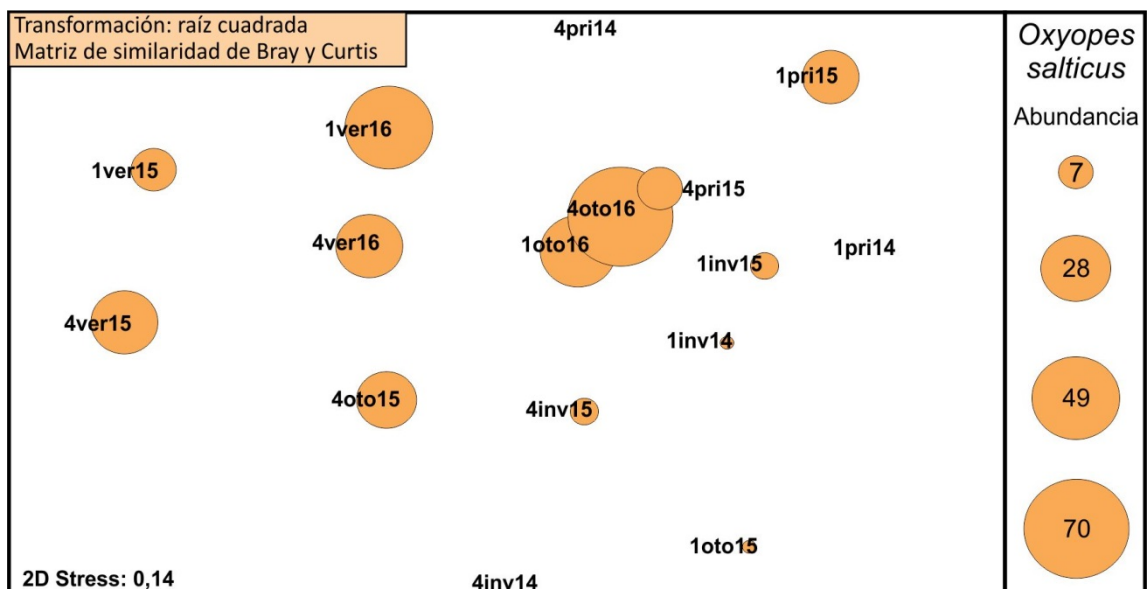 Transformación: raíz cuadrada
Matriz de similaridad de Bray y Curtis
4pri14
1pri15
1ver16
1ver15
4pri15
4oto16
4ver16
1oto16
1inv15
1pri14
4ver15
1inv14
4oto15
4inv15
1oto15
2D Stress: 0,14
4inv14
Oxyopes
salticus
Abundancia
7
28
49
70